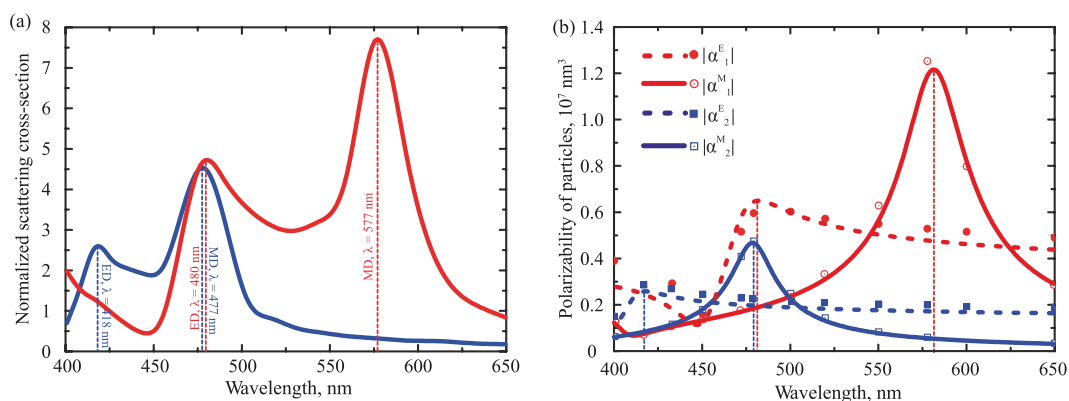 (a)
Normalized scattering cross-section
8
7
6
5
4
3
2
1
0
ED, λ = 418 nm
ED, λ = 480 nm
MD, λ = 477 nm
MD, λ = 577 nm
400 450 500 550 600 650
Wavelength, nm
(b)
Polarizability of particles, 10⁷ nm³
1.4
1.2
1.0
0.8
0.6
0.4
0.2
0.0
|α^E_1|
|α^M_1|
|α^E_2|
|α^M_2|
400 450 500 550 600 650
Wavelength, nm